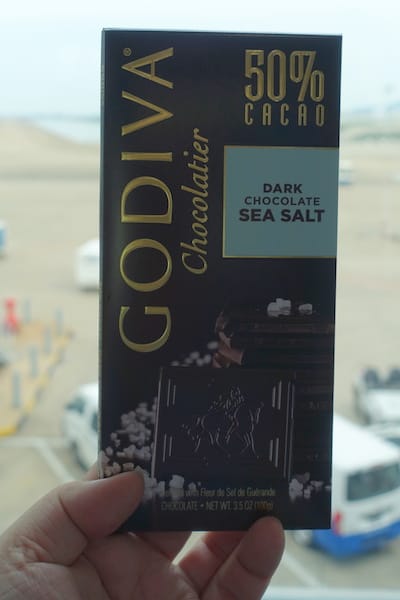 GODIVA®
Chocolatier
50%
CACAO
DARK
CHOCOLATE
SEA SALT
with Fleur de Sel de Guérande
CHOCOLATE • NET WT. 3.5 OZ (100g)